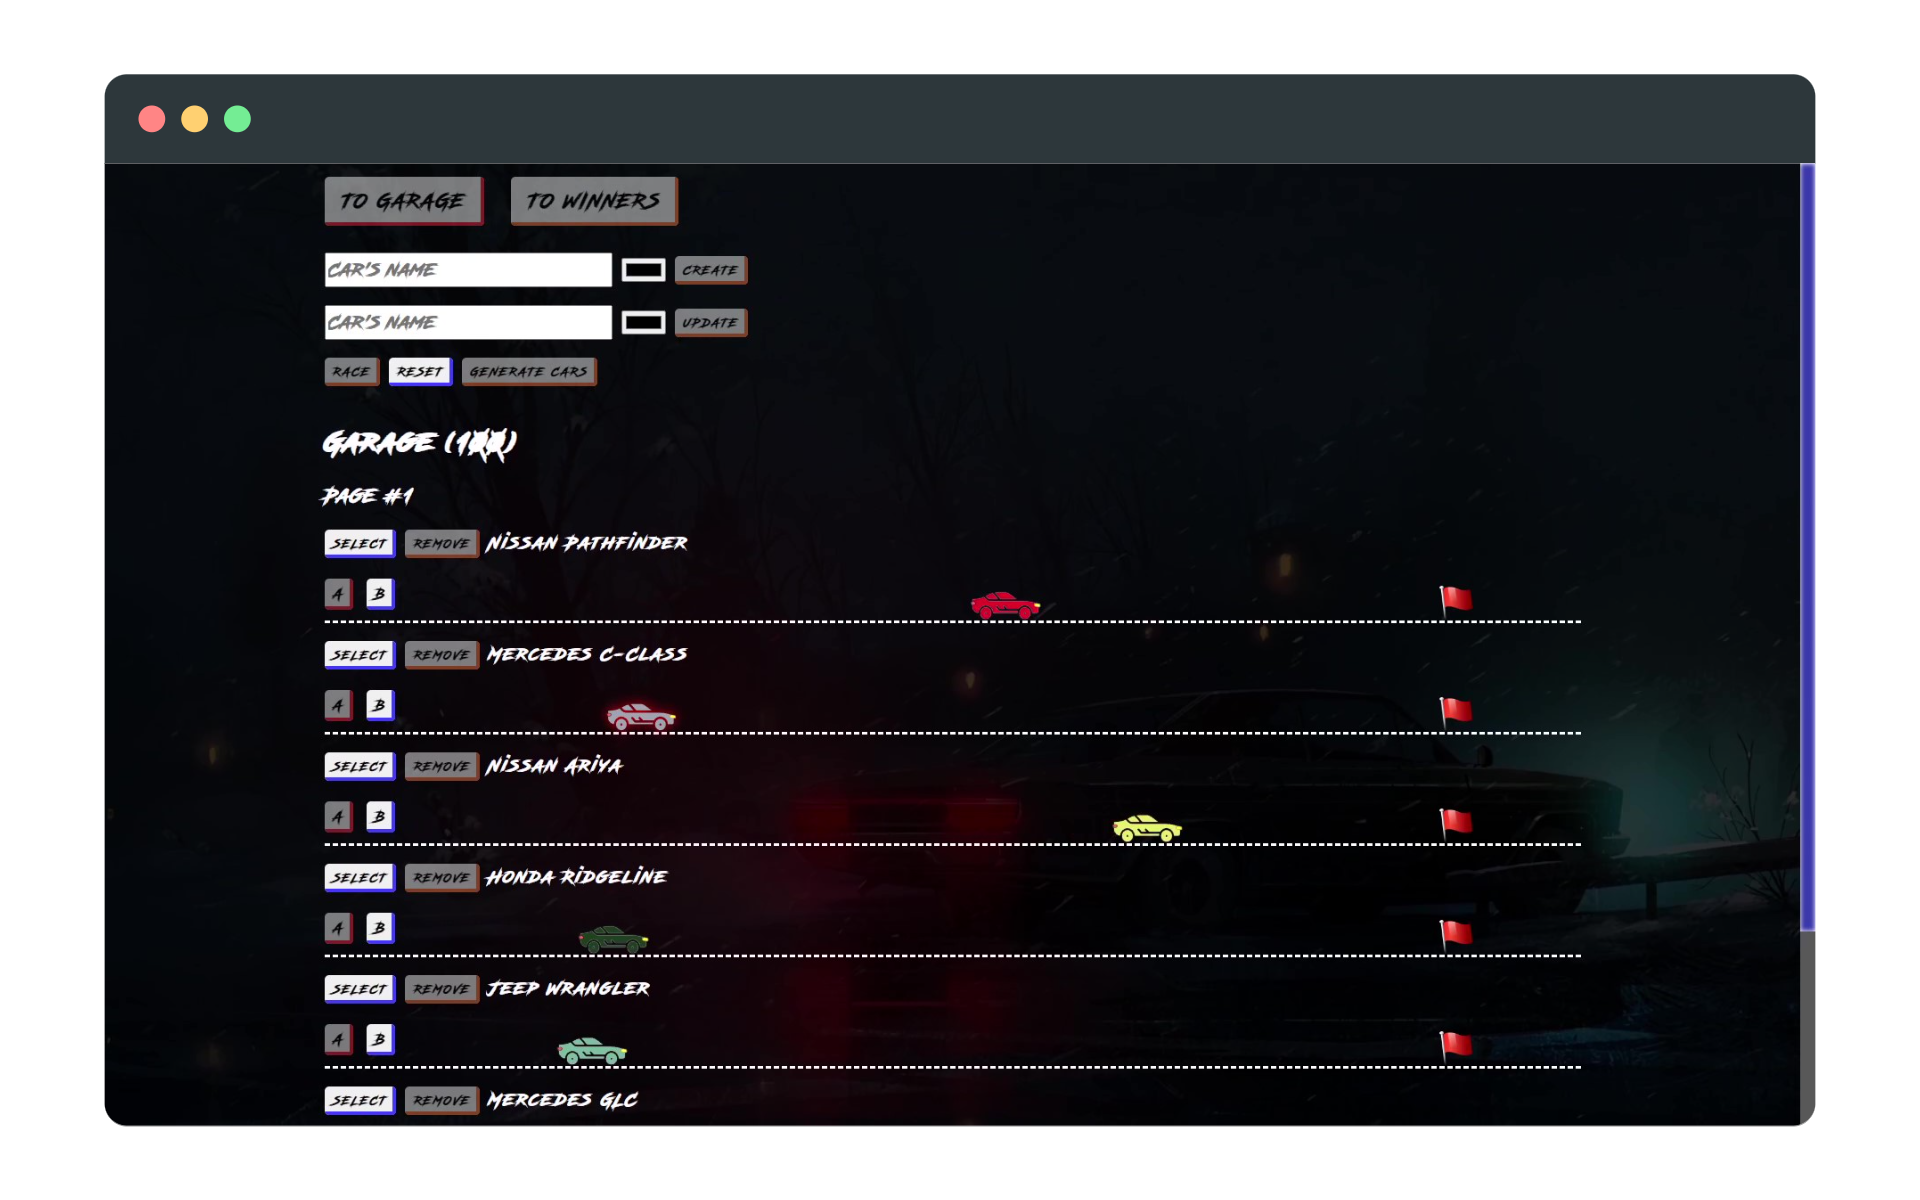 TO GARAGE TO WINNERS
CAR'S NAME CREATE
CAR'S NAME UPDATE
RACE RESET GENERATE CARS
GARAGE (100)
PAGE #1
SELECT REMOVE NISSAN PATHFINDER
A B
SELECT REMOVE MERCEDES C-CLASS
A B
SELECT REMOVE NISSAN ARIYA
A B
SELECT REMOVE HONDA RIDGELINE
A B
SELECT REMOVE JEEP WRANGLER
A B
SELECT REMOVE MERCEDES GLC